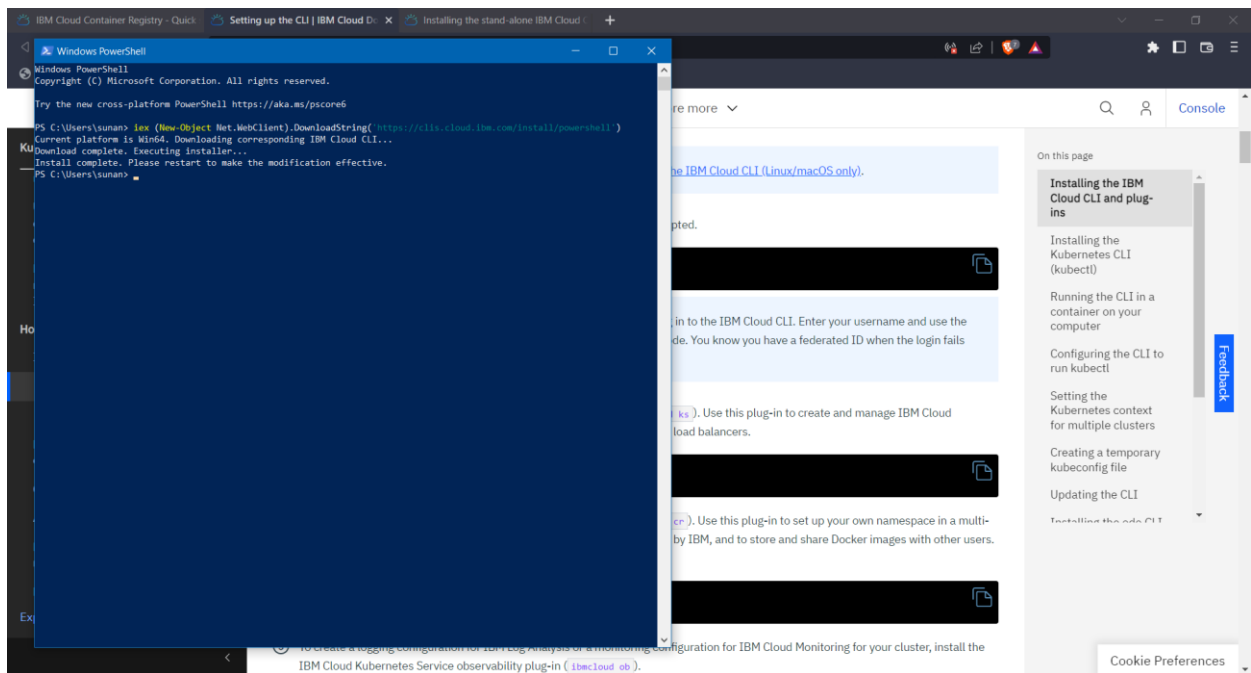 IBM Cloud Container Registry - Quick
Setting up the CLI | IBM Cloud Do
Installing the stand-alone IBM Cloud C
Windows PowerShell
Windows PowerShell
Copyright (C) Microsoft Corporation. All rights reserved.
Try the new cross-platform PowerShell https://aka.ms/pscore6
PS C:\Users\sunan> iex (New-Object Net.WebClient).DownloadString('https://clis.cloud.ibm.com/install/powershell')
Current platform is Win64. Downloading corresponding IBM Cloud CLI...
Download complete. Executing installer...
Install complete. Please restart to make the modification effective.
PS C:\Users\sunan>
Ku
Ho
Exp
re more
Console
he IBM Cloud CLI (Linux/macOS only).
pted.
in to the IBM Cloud CLI. Enter your username and use the
de. You know you have a federated ID when the login fails
ks ). Use this plug-in to create and manage IBM Cloud
load balancers.
cr ). Use this plug-in to set up your own namespace in a multi-
by IBM, and to store and share Docker images with other users.
To create a logging configuration for IBM Log Analysis or a monitoring configuration for IBM Cloud Monitoring for your cluster, install the
IBM Cloud Kubernetes Service observability plug-in ( ibmcloud ob ).
On this page
Installing the IBM
Cloud CLI and plug-
ins
Installing the
Kubernetes CLI
(kubectl)
Running the CLI in a
container on your
computer
Configuring the CLI to
run kubectl
Setting the
Kubernetes context
for multiple clusters
Creating a temporary
kubeconfig file
Updating the CLI
Feedback
Cookie Preferences